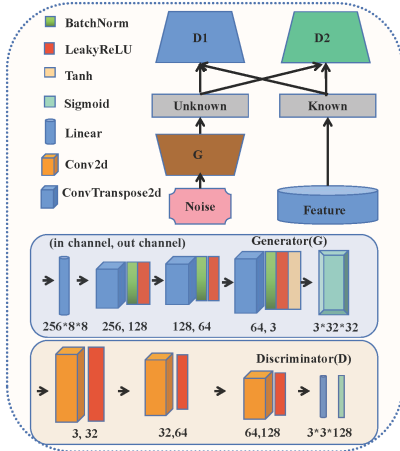 BatchNorm
LeakyReLU
Tanh
Sigmoid
Linear
Conv2d
ConvTranspose2d
D1
D2
Unknown
Known
G
Noise
Feature
(in channel, out channel)
Generator(G)
256*8*8
256, 128
128, 64
64, 3
3*32*32
Discriminator(D)
3, 32
32,64
64,128
3*3*128